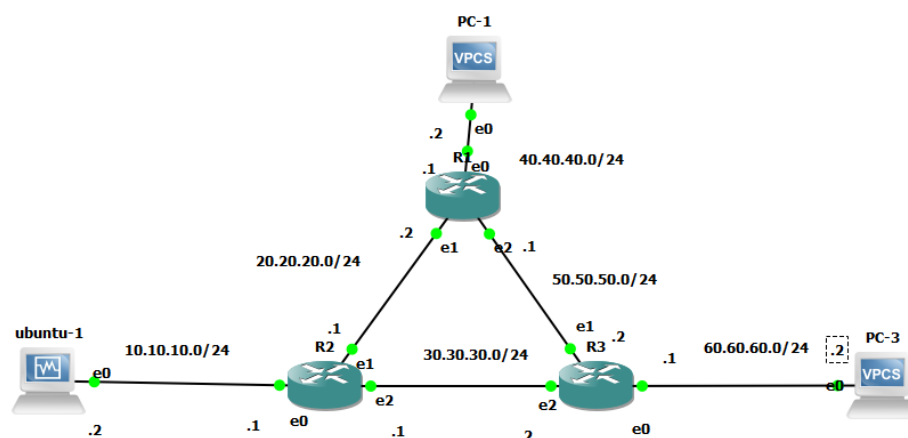 PC-1
VPCS
.2
e0
R1
40.40.40.0/24
.1
e0
.2
e1
e2
.1
20.20.20.0/24
50.50.50.0/24
ubuntu-1
.1
R2
e1
.2
R3
10.10.10.0/24
30.30.30.0/24
.1
60.60.60.0/24
.2
PC-3
VPCS
e0
e1
e2
e2
e0
.2
.1
e0
.1
.2
e0